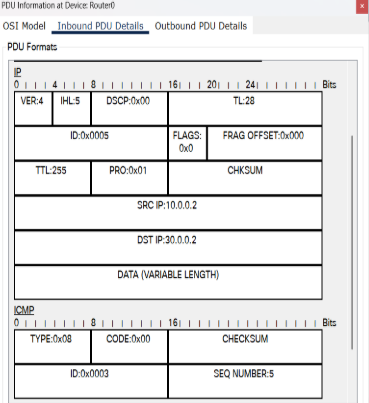 PDU Information at Device: Router0
OSI Model Inbound PDU Details Outbound PDU Details
PDU Formats
IP
0 4 8 16 20 24 Bits
VER:4 IHL:5 DSCP:0x00 TL:28
ID:0x0005 FLAGS: 0x0 FRAG OFFSET:0x000
TTL:255 PRO:0x01 CHKSUM
SRC IP:10.0.0.2
DST IP:30.0.0.2
DATA (VARIABLE LENGTH)
ICMP
0 8 16 Bits
TYPE:0x08 CODE:0x00 CHECKSUM
ID:0x0003 SEQ NUMBER:5